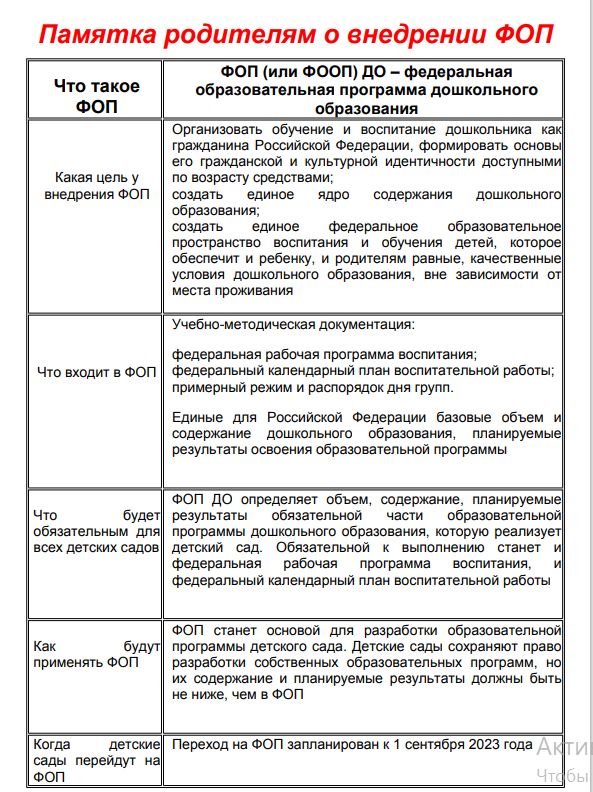 Памятка родителям о внедрении ФОП
Что такое
ФОП
ФОП (или ФООП) ДО – федеральная
образовательная программа дошкольного
образования
Какая цель у
внедрения ФОП
Организовать обучение и воспитание дошкольника как
гражданина Российской Федерации, формировать основы
его гражданской и культурной идентичности доступными
по возрасту средствами;
создать единое ядро содержания дошкольного
образования;
создать единое федеральное образовательное
пространство воспитания и обучения детей, которое
обеспечит и ребенку, и родителям равные, качественные
условия дошкольного образования, вне зависимости от
места проживания
Что входит в ФОП
Учебно-методическая документация:
федеральная рабочая программа воспитания;
федеральный календарный план воспитательной работы;
примерный режим и распорядок дня групп.
Единые для Российской Федерации базовые объем и
содержание дошкольного образования, планируемые
результаты освоения образовательной программы
Что будет
обязательным для
всех детских садов
ФОП ДО определяет объем, содержание, планируемые
результаты обязательной части образовательной
программы дошкольного образования, которую реализует
детский сад. Обязательной к выполнению станет и
федеральная рабочая программа воспитания, и
федеральный календарный план воспитательной работы
Как будут
применять ФОП
ФОП станет основой для разработки образовательной
программы детского сада. Детские сады сохраняют право
разработки собственных образовательных программ, но
их содержание и планируемые результаты должны быть
не ниже, чем в ФОП
Когда детские
сады перейдут на
ФОП
Переход на ФОП запланирован к 1 сентября 2023 года
Чтобы